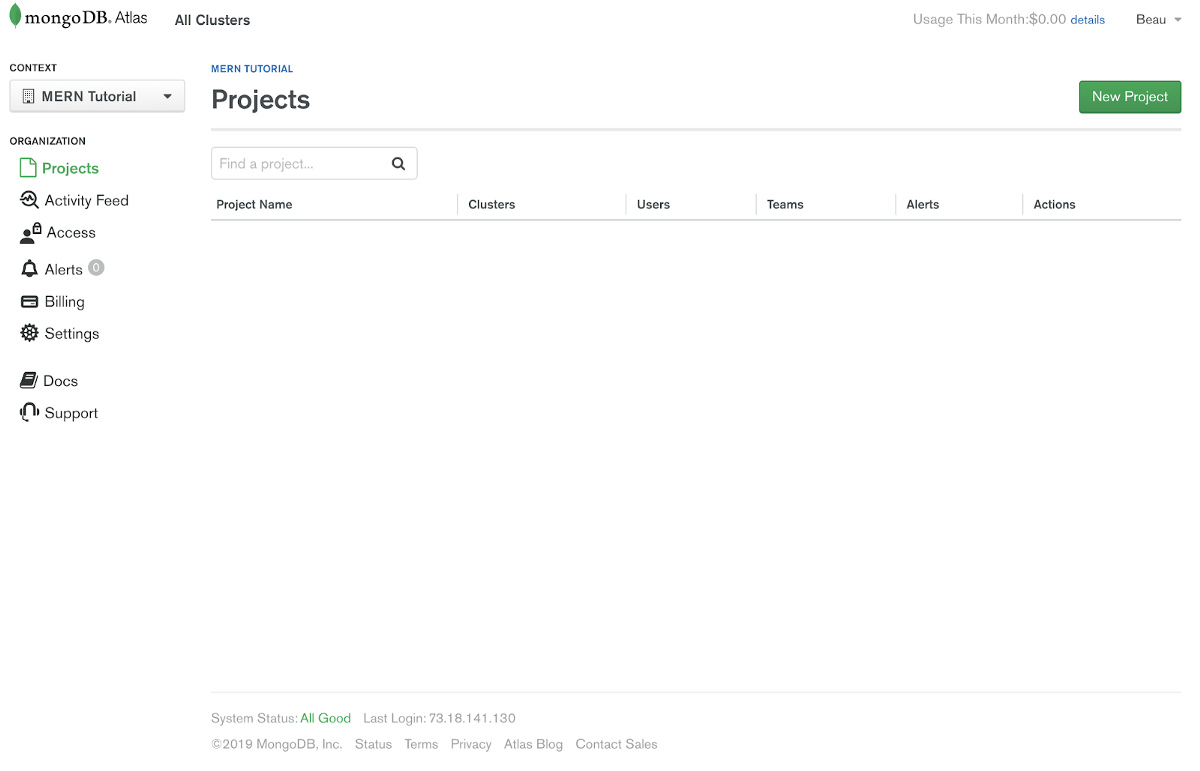 mongoDB. Atlas All Clusters Usage This Month:$0.00 details Beau
CONTEXT
MERN Tutorial
ORGANIZATION
Projects
Activity Feed
Access
Alerts 0
Billing
Settings
Docs
Support
MERN TUTORIAL
Projects
New Project
Find a project...
Project Name Clusters Users Teams Alerts Actions
System Status: All Good Last Login: 73.18.141.130
©2019 MongoDB, Inc. Status Terms Privacy Atlas Blog Contact Sales